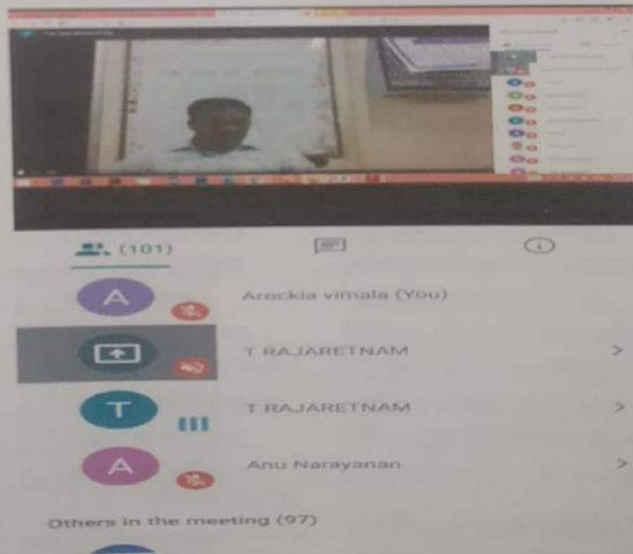 (101)
A Arockia vimala (You)
T RAJARETNAM
T T RAJARETNAM
A Anu Narayanan
Others in the meeting (97)